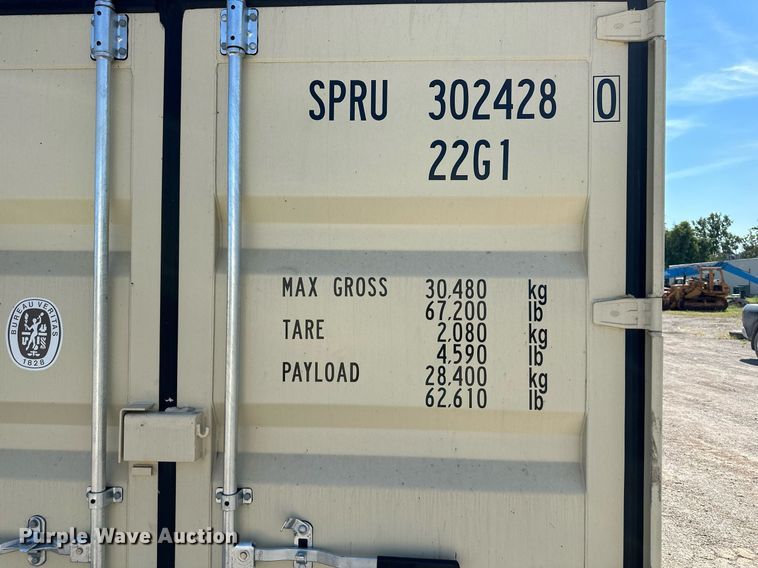 SPRU 302428 0
22G1
MAX GROSS 30,480 kg
67,200 lb
TARE 2,080 kg
4,590 lb
PAYLOAD 28,400 kg
62,610 lb
BUREAU VERITAS
1828
Purple Wave Auction